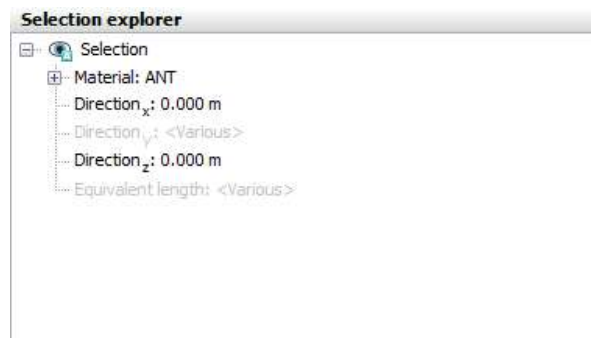 Selection explorer
Selection
Material: ANT
Directionx: 0.000 m
Directiony: <Various>
Directionz: 0.000 m
Equivalent length: <Various>